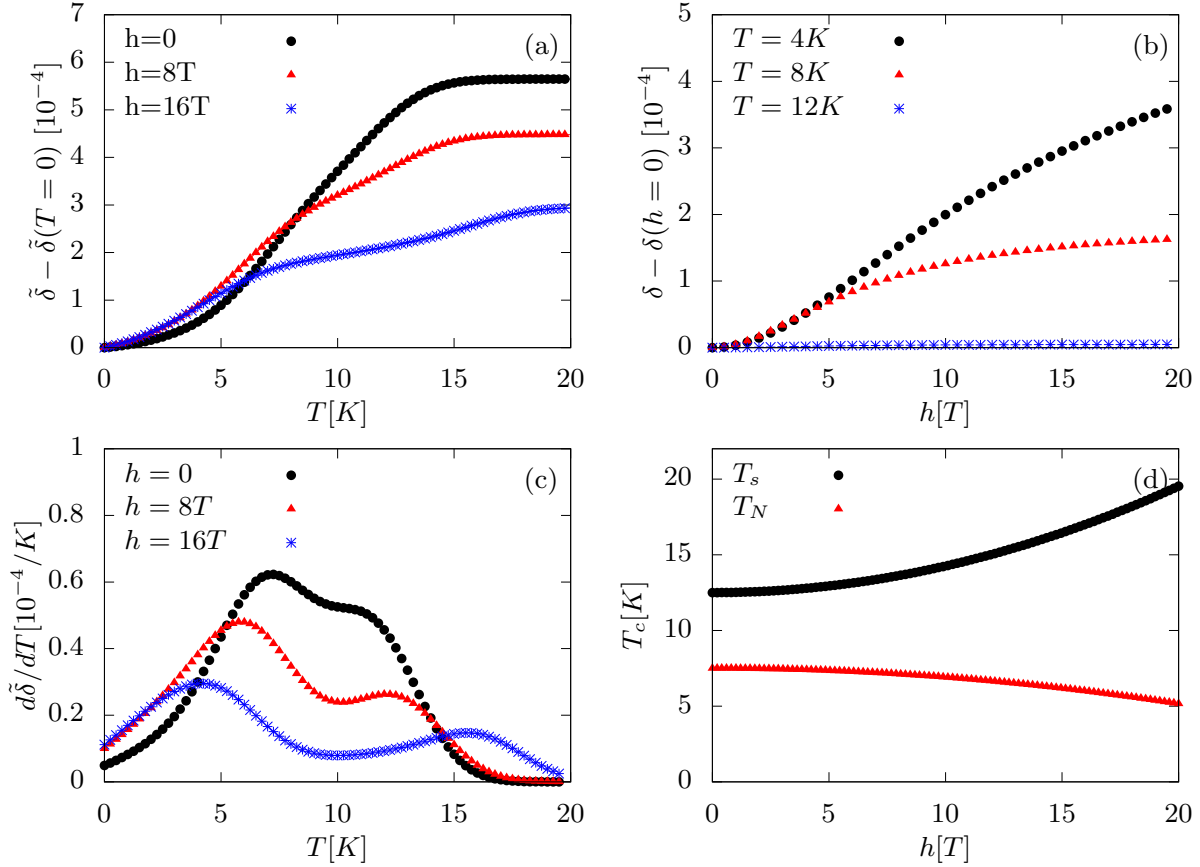 (a)
h=0
h=8T
h=16T
δ̃ − δ̃(T = 0) [10⁻⁴]
0 1 2 3 4 5 6 7
0 5 10 15 20
T[K]
(b)
T = 4K
T = 8K
T = 12K
δ − δ(h = 0) [10⁻⁴]
0 1 2 3 4 5
0 5 10 15 20
h[T]
(c)
h = 0
h = 8T
h = 16T
dδ̃/dT[10⁻⁴/K]
0 0.2 0.4 0.6 0.8 1
0 5 10 15 20
T[K]
(d)
T_s
T_N
T_c[K]
0 5 10 15 20
0 5 10 15 20
h[T]